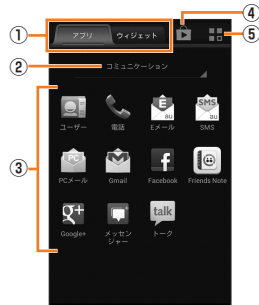 ④
① アプリ ウィジェット
⑤
② コミュニケーション
③
au au
SMS
ユーザー 電話 Eメール SMS
PC
PCメール Gmail Facebook Friends Note
g+ talk
Google+ メッセンジャー トーク